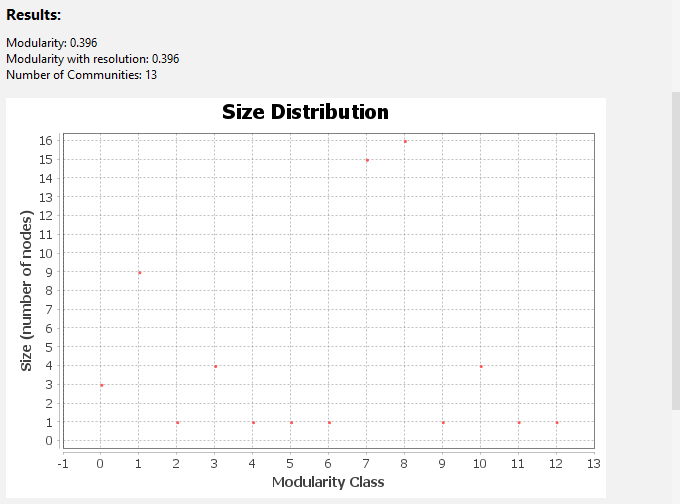 Results:
Modularity: 0.396
Modularity with resolution: 0.396
Number of Communities: 13
Size Distribution
Size (number of nodes)
16
15
14
13
12
11
10
9
8
7
6
5
4
3
2
1
0
-1 0 1 2 3 4 5 6 7 8 9 10 11 12 13
Modularity Class